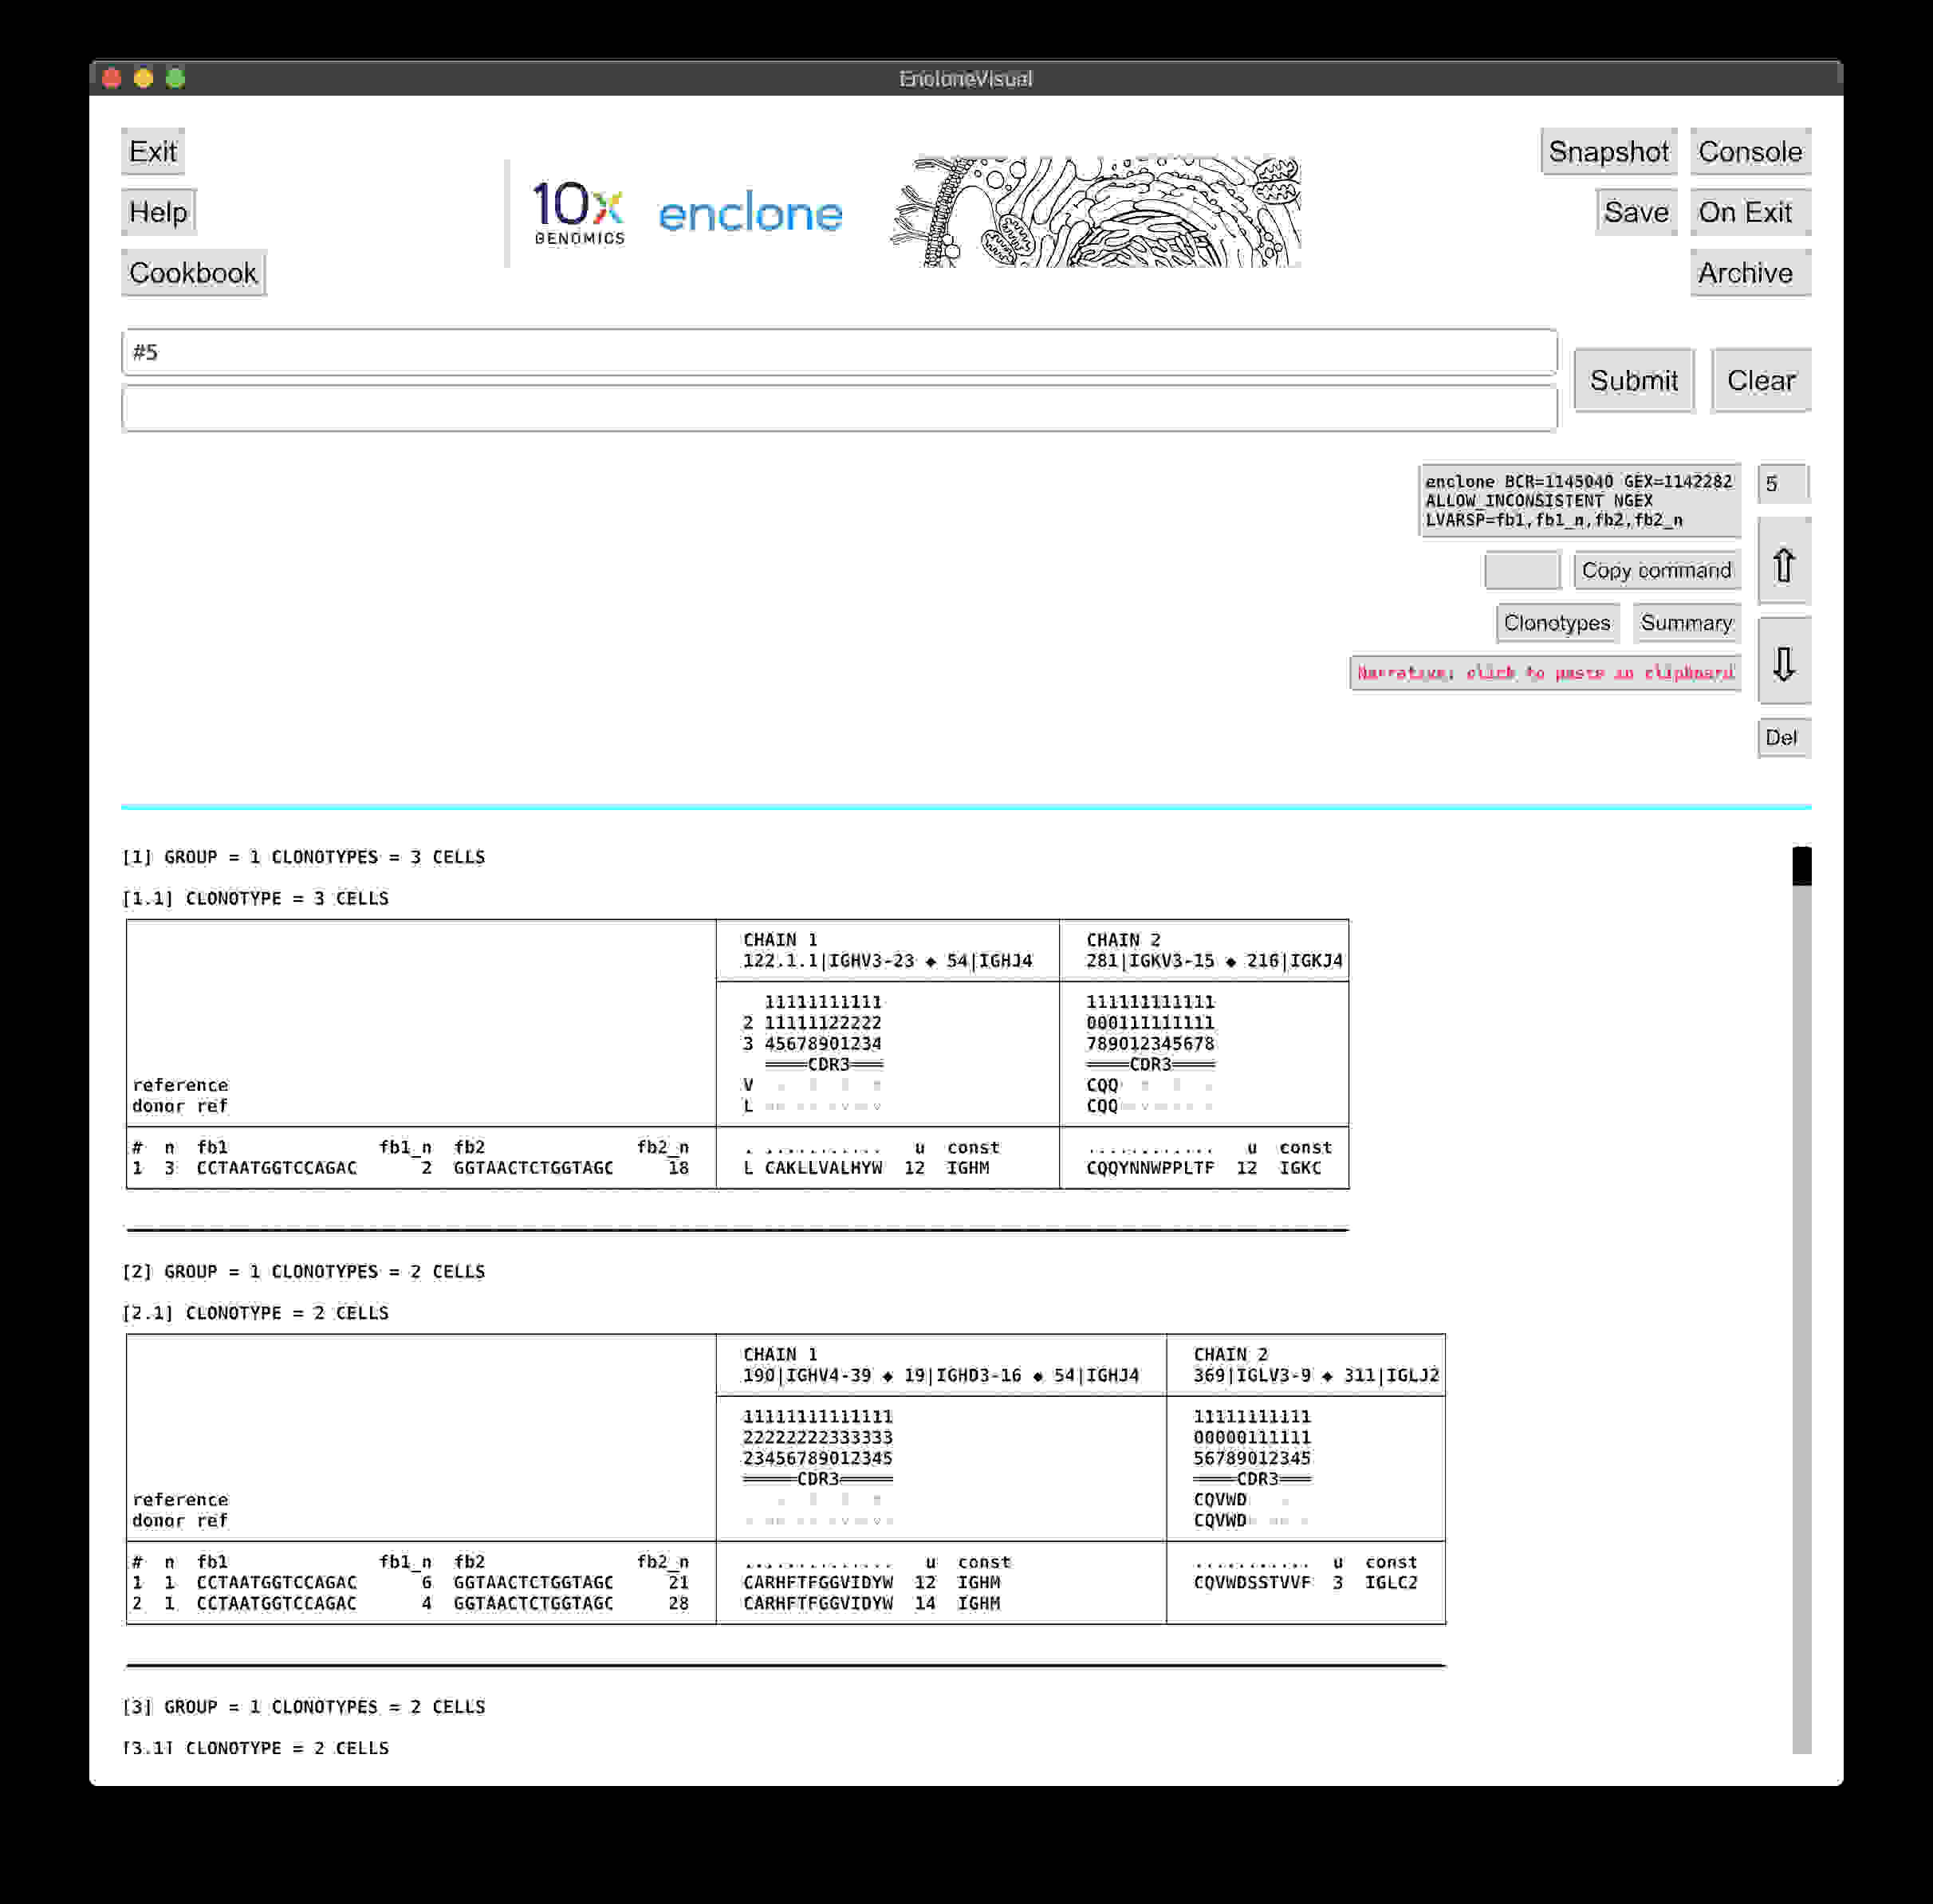 EncloneVisual
Exit
Help
Cookbook
10x
GENOMICS
enclone
Snapshot Console
Save On Exit
Archive
#5
Submit Clear
enclone BCR=1145040 GEX=1142282
ALLOW_INCONSISTENT NGEX
LVARSP=fb1,fb1_n,fb2,fb2_n
5
⇧
Copy command
Clonotypes Summary
⇩
Narrative: click to paste in clipboard
Del
[1] GROUP = 1 CLONOTYPES = 3 CELLS
[1.1] CLONOTYPE = 3 CELLS
CHAIN 1 CHAIN 2
122.1.1|IGHV3-23 ◆ 54|IGHJ4 281|IGKV3-15 ◆ 216|IGKJ4
11111111111 111111111111
2 11111122222 000111111111
3 45678901234 789012345678
════CDR3═══ ════CDR3════
reference V CQQ
donor ref L CQQ
# n fb1 fb1_n fb2 fb2_n . ........... u const ............ u const
1 3 CCTAATGGTCCAGAC 2 GGTAACTCTGGTAGC 18 L CAKLLVALHYW 12 IGHM CQQYNNWPPLTF 12 IGKC
[2] GROUP = 1 CLONOTYPES = 2 CELLS
[2.1] CLONOTYPE = 2 CELLS
CHAIN 1 CHAIN 2
190|IGHV4-39 ◆ 19|IGHD3-16 ◆ 54|IGHJ4 369|IGLV3-9 ◆ 311|IGLJ2
11111111111111 11111111111
22222222333333 00000111111
23456789012345 56789012345
═════CDR3═════ ════CDR3═══
reference CQVWD
donor ref CQVWD
# n fb1 fb1_n fb2 fb2_n .............. u const ........... u const
1 1 CCTAATGGTCCAGAC 6 GGTAACTCTGGTAGC 21 CARHFTFGGVIDYW 12 IGHM CQVWDSSTVVF 3 IGLC2
2 1 CCTAATGGTCCAGAC 4 GGTAACTCTGGTAGC 28 CARHFTFGGVIDYW 14 IGHM
[3] GROUP = 1 CLONOTYPES = 2 CELLS
[3.1] CLONOTYPE = 2 CELLS